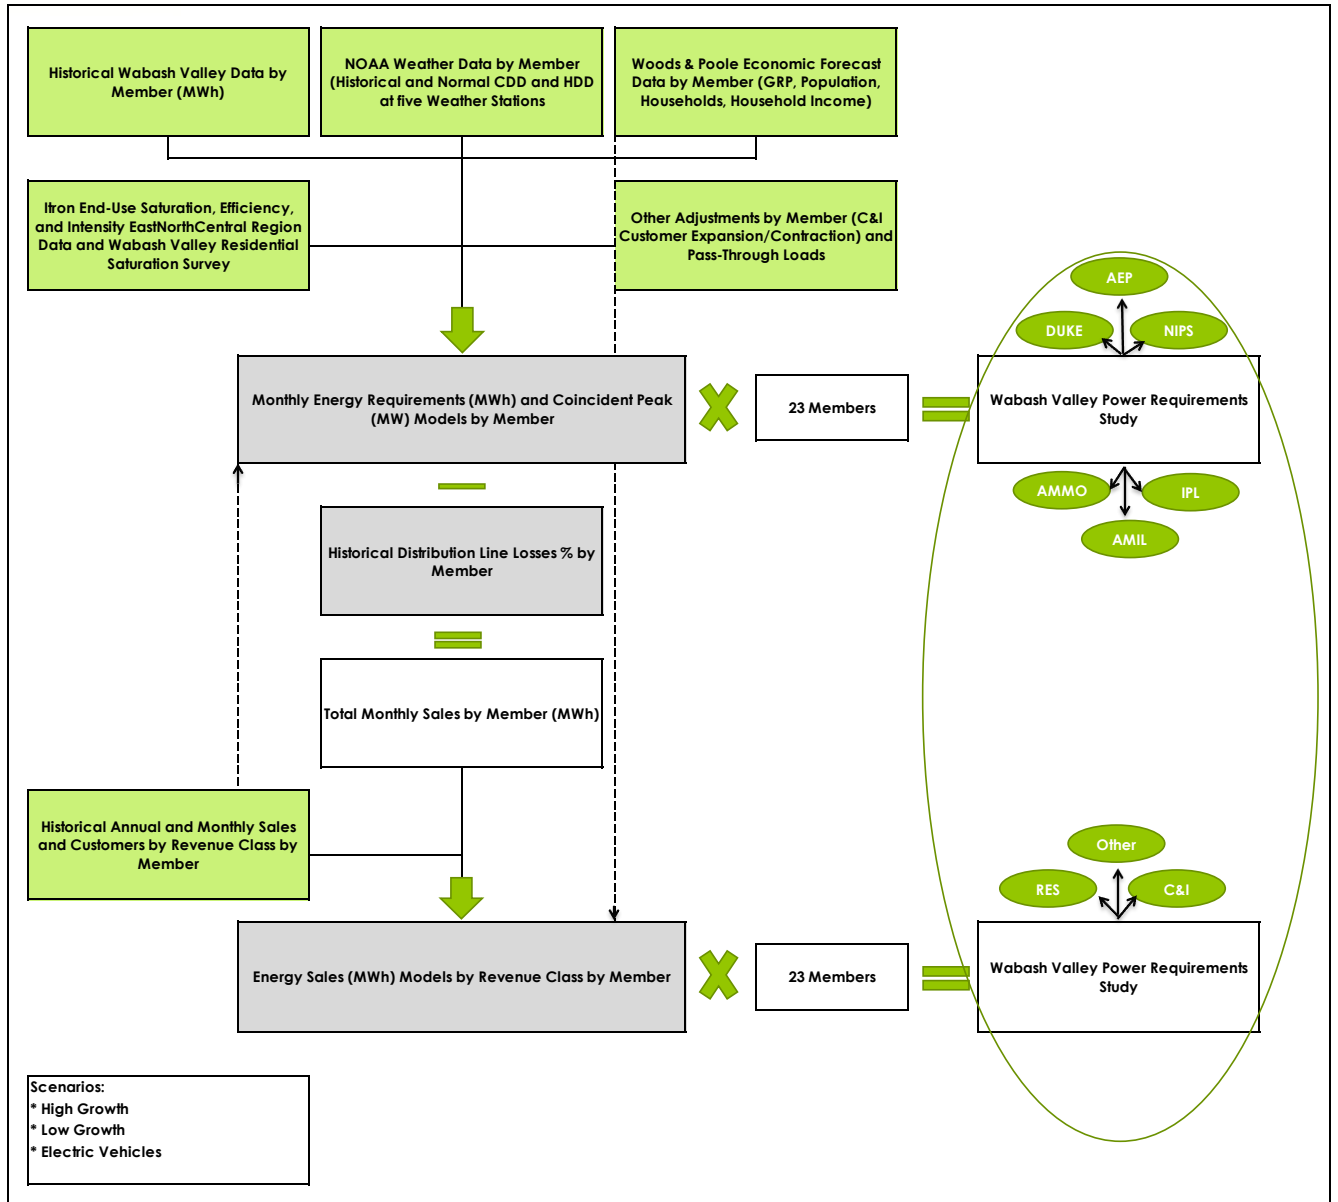 Historical Wabash Valley Data by
Member (MWh)
NOAA Weather Data by Member
(Historical and Normal CDD and HDD
at five Weather Stations
Woods & Poole Economic Forecast
Data by Member (GRP, Population,
Households, Household Income)
Itron End-Use Saturation, Efficiency,
and Intensity EastNorthCentral Region
Data and Wabash Valley Residential
Saturation Survey
Other Adjustments by Member (C&I
Customer Expansion/Contraction) and
Pass-Through Loads
AEP
DUKE
NIPS
Monthly Energy Requirements (MWh) and Coincident Peak
(MW) Models by Member
23 Members
Wabash Valley Power Requirements
Study
AMMO
IPL
AMIL
Historical Distribution Line Losses % by
Member
Total Monthly Sales by Member (MWh)
Historical Annual and Monthly Sales
and Customers by Revenue Class by
Member
Other
RES
C&I
Energy Sales (MWh) Models by Revenue Class by Member
23 Members
Wabash Valley Power Requirements
Study
Scenarios:
* High Growth
* Low Growth
* Electric Vehicles